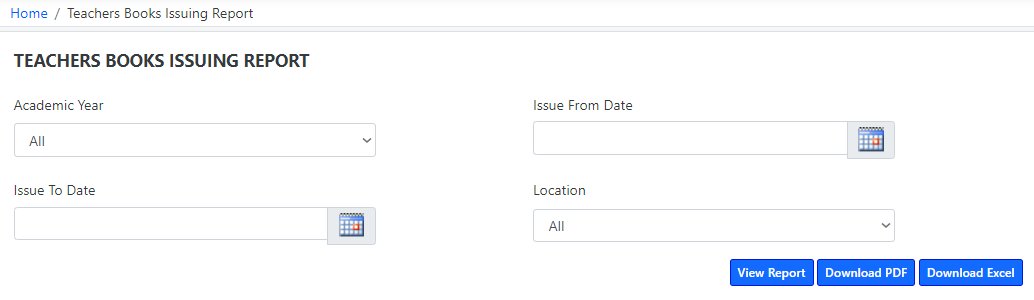 Home / Teachers Books Issuing Report
TEACHERS BOOKS ISSUING REPORT
Academic Year
Issue From Date
All
Issue To Date
Location
All
View Report
Download PDF
Download Excel